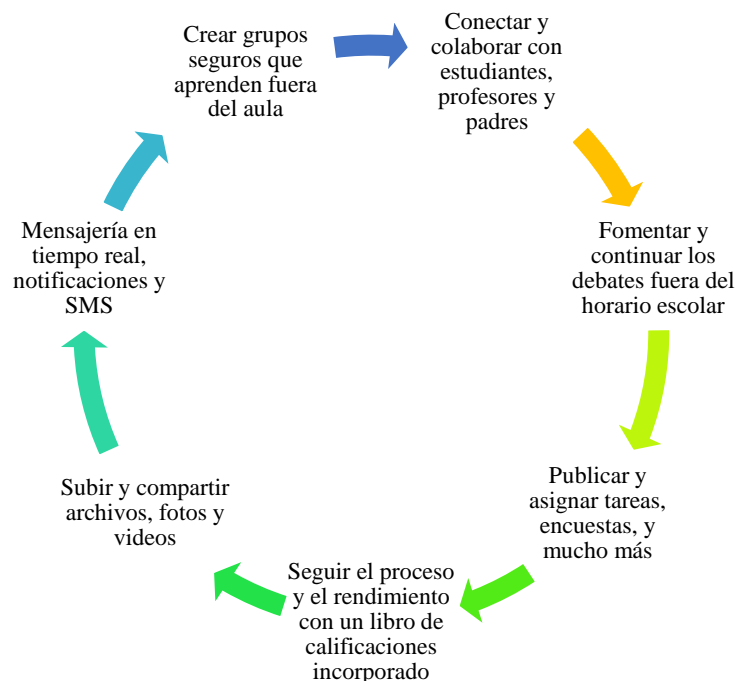 Crear grupos
seguros que
aprenden fuera
del aula
Conectar y
colaborar con
estudiantes,
profesores y
padres
Fomentar y
continuar los
debates fuera del
horario escolar
Publicar y
asignar tareas,
encuestas, y
mucho más
Seguir el proceso
y el rendimiento
con un libro de
calificaciones
incorporado
Subir y compartir
archivos, fotos y
videos
Mensajería en
tiempo real,
notificaciones y
SMS